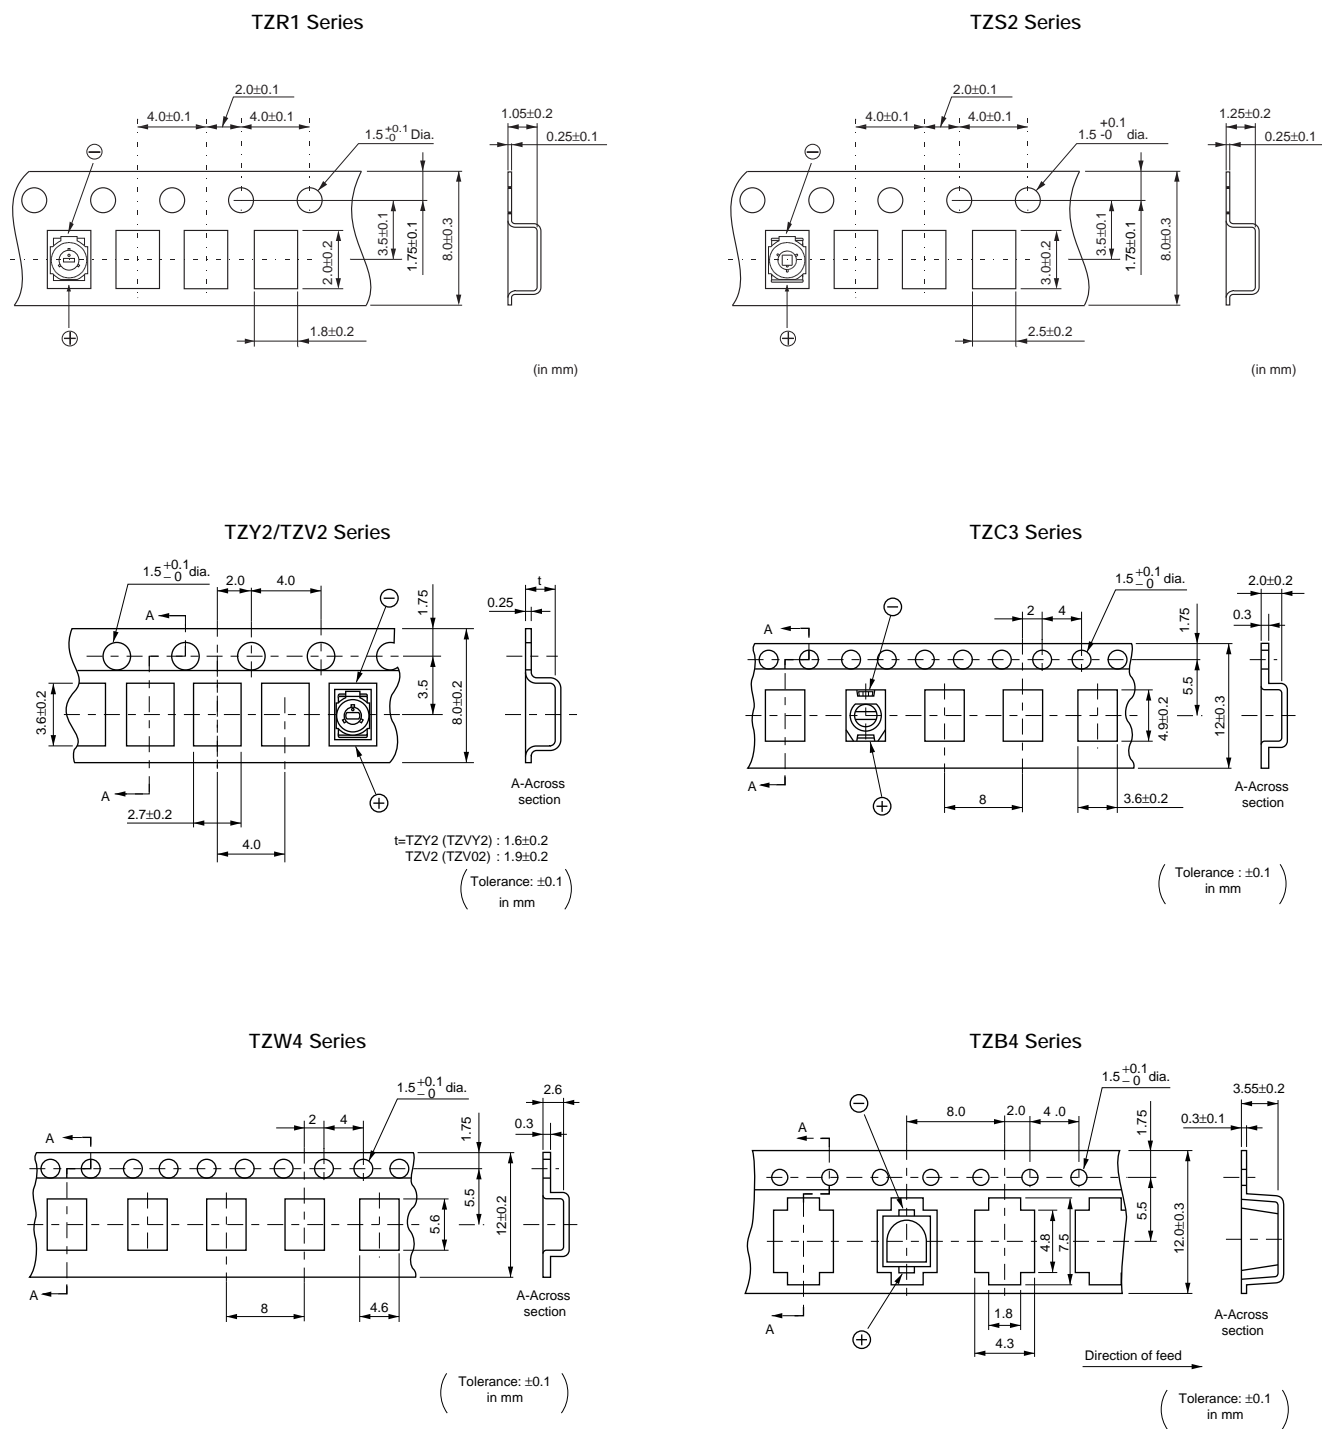 TZR1 Series
2.0±0.1
4.0±0.1
4.0±0.1
1.5 +0.1 -0 Dia.
1.05±0.2
0.25±0.1
⊖
3.5±0.1
1.75±0.1
8.0±0.3
2.0±0.2
⊕
1.8±0.2
(in mm)
TZS2 Series
2.0±0.1
4.0±0.1
4.0±0.1
1.5 +0.1 -0 dia.
1.25±0.2
0.25±0.1
⊖
3.5±0.1
1.75±0.1
8.0±0.3
3.0±0.2
⊕
2.5±0.2
(in mm)
TZY2/TZV2 Series
1.5 +0.1 – 0 dia.
2.0
4.0
t
0.25
1.75
A
⊖
3.6±0.2
3.5
8.0±0.2
A
⊕
2.7±0.2
4.0
A-Across
section
t=TZY2 (TZVY2) : 1.6±0.2
TZV2 (TZV02) : 1.9±0.2
(Tolerance: ±0.1
in mm)
TZC3 Series
1.5 +0.1 – 0 dia.
2.0±0.2
0.3
2
4
1.75
A
⊖
5.5
4.9±0.2
12±0.3
A
⊕
8
3.6±0.2
A-Across
section
(Tolerance : ±0.1
in mm)
TZW4 Series
1.5 +0.1 – 0 dia.
2.6
0.3
2
4
1.75
A
5.5
5.6
12±0.2
A
8
4.6
A-Across
section
(Tolerance: ±0.1
in mm)
TZB4 Series
1.5 +0.1 – 0 dia.
3.55±0.2
0.3±0.1
8.0
2.0
4 .0
1.75
⊖
A
5.5
4.8
7.5
12.0±0.3
A
⊕
1.8
4.3
A-Across
section
Direction of feed
(Tolerance: ±0.1
in mm)